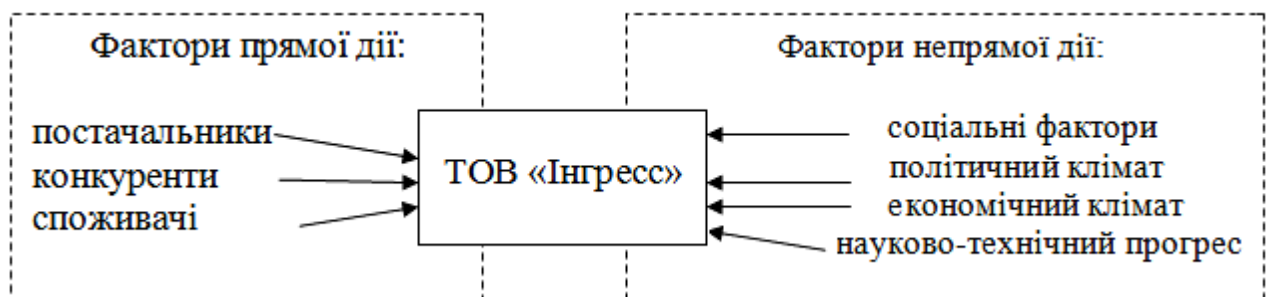 Фактори прямої дії:
постачальники
конкуренти
споживачі
ТОВ «Інгресс»
Фактори непрямої дії:
соціальні фактори
політичний клімат
економічний клімат
науково-технічний прогрес